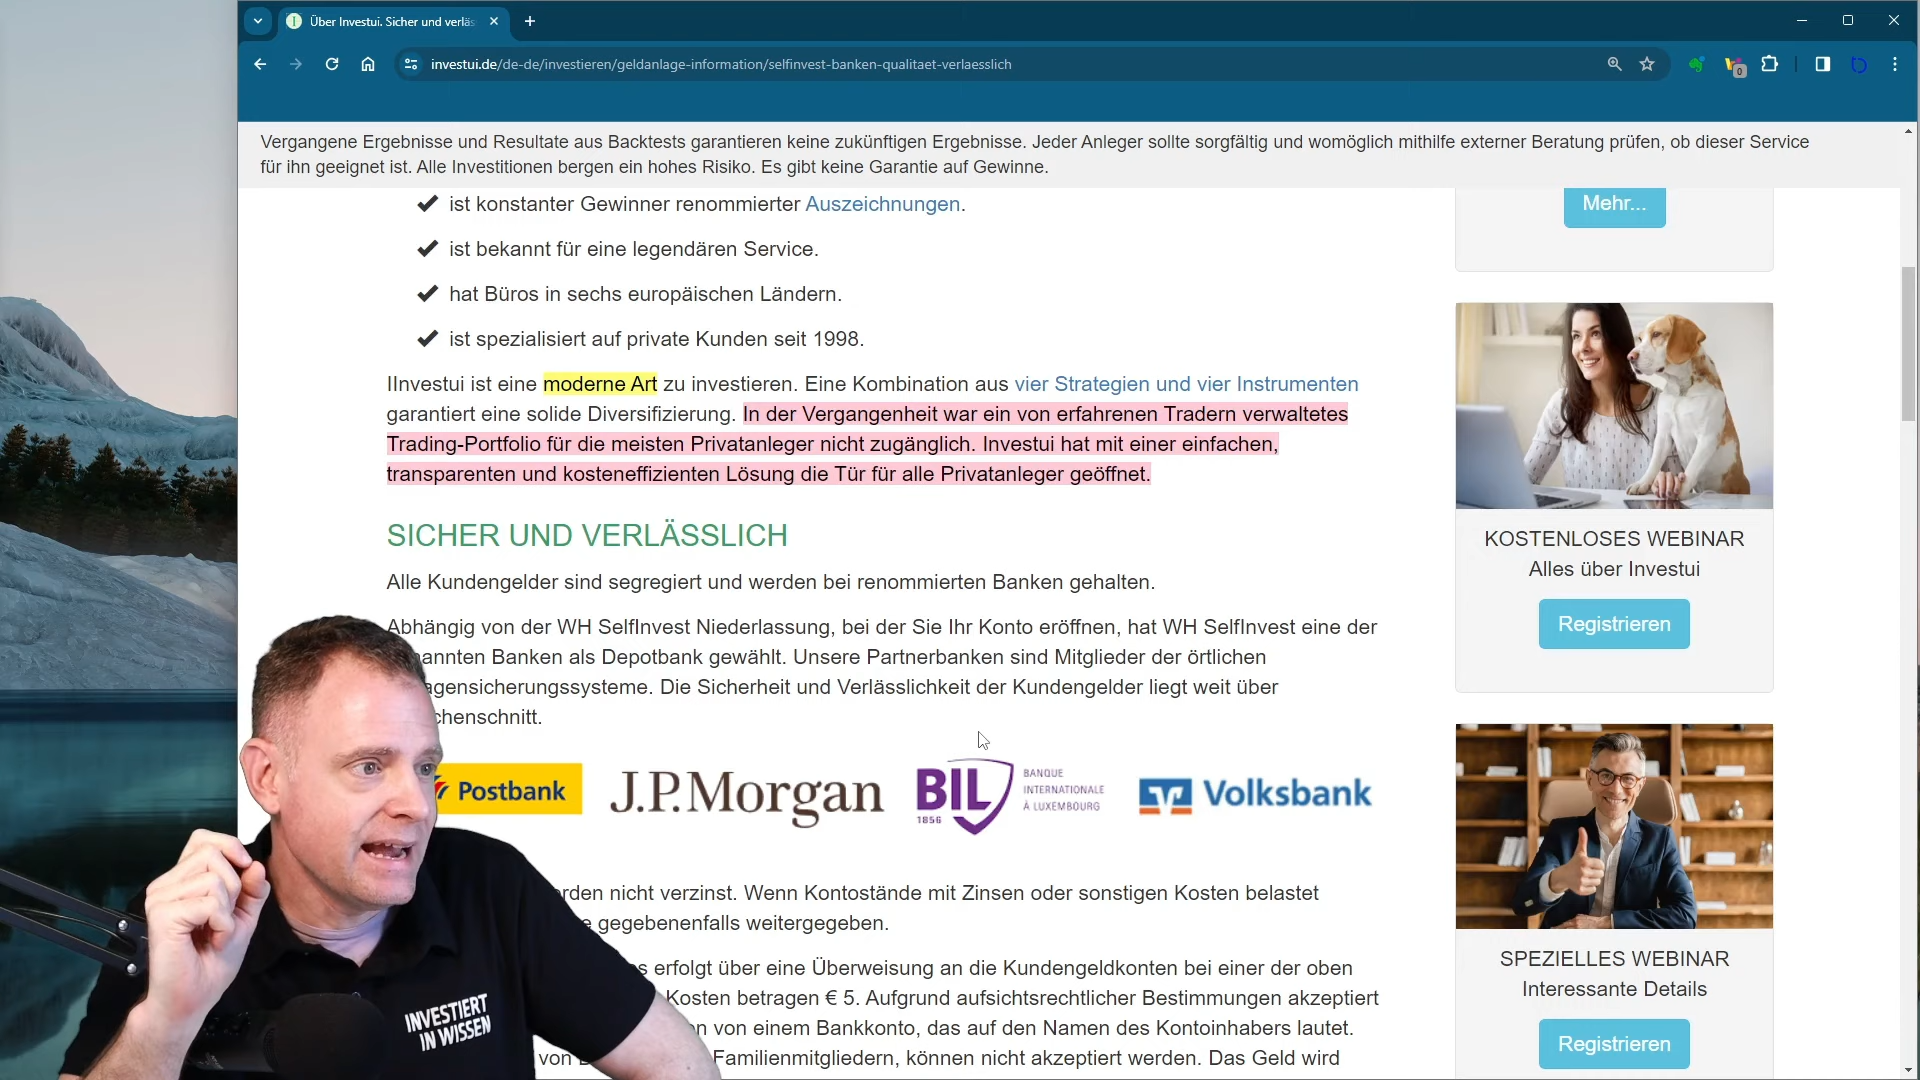 Über Investui. Sicher und verläs
investui.de/de-de/investieren/geldanlage-information/selfinvest-banken-qualitaet-verlaesslich
0
Vergangene Ergebnisse und Resultate aus Backtests garantieren keine zukünftigen Ergebnisse. Jeder Anleger sollte sorgfältig und womöglich mithilfe externer Beratung prüfen, ob dieser Service
für ihn geeignet ist. Alle Investitionen bergen ein hohes Risiko. Es gibt keine Garantie auf Gewinne.
ist konstanter Gewinner renommierter Auszeichnungen.
ist bekannt für eine legendären Service.
hat Büros in sechs europäischen Ländern.
ist spezialisiert auf private Kunden seit 1998.
IInvestui ist eine moderne Art zu investieren. Eine Kombination aus vier Strategien und vier Instrumenten
garantiert eine solide Diversifizierung. In der Vergangenheit war ein von erfahrenen Tradern verwaltetes
Trading-Portfolio für die meisten Privatanleger nicht zugänglich. Investui hat mit einer einfachen,
transparenten und kosteneffizienten Lösung die Tür für alle Privatanleger geöffnet.
SICHER UND VERLÄSSLICH
Alle Kundengelder sind segregiert und werden bei renommierten Banken gehalten.
Abhängig von der WH SelfInvest Niederlassung, bei der Sie Ihr Konto eröffnen, hat WH SelfInvest eine der
annten Banken als Depotbank gewählt. Unsere Partnerbanken sind Mitglieder der örtlichen
agensicherungssysteme. Die Sicherheit und Verlässlichkeit der Kundengelder liegt weit über
chenschnitt.
Postbank
J.P.Morgan
BIL
1856
BANQUE
INTERNATIONALE
À LUXEMBOURG
Volksbank
rden nicht verzinst. Wenn Kontostände mit Zinsen oder sonstigen Kosten belastet
e gegebenenfalls weitergegeben.
s erfolgt über eine Überweisung an die Kundengeldkonten bei einer der oben
Kosten betragen € 5. Aufgrund aufsichtsrechtlicher Bestimmungen akzeptiert
n von einem Bankkonto, das auf den Namen des Kontoinhabers lautet.
von Familienmitgliedern, können nicht akzeptiert werden. Das Geld wird
INVESTIERT
IN WISSEN
Mehr...
KOSTENLOSES WEBINAR
Alles über Investui
Registrieren
SPEZIELLES WEBINAR
Interessante Details
Registrieren